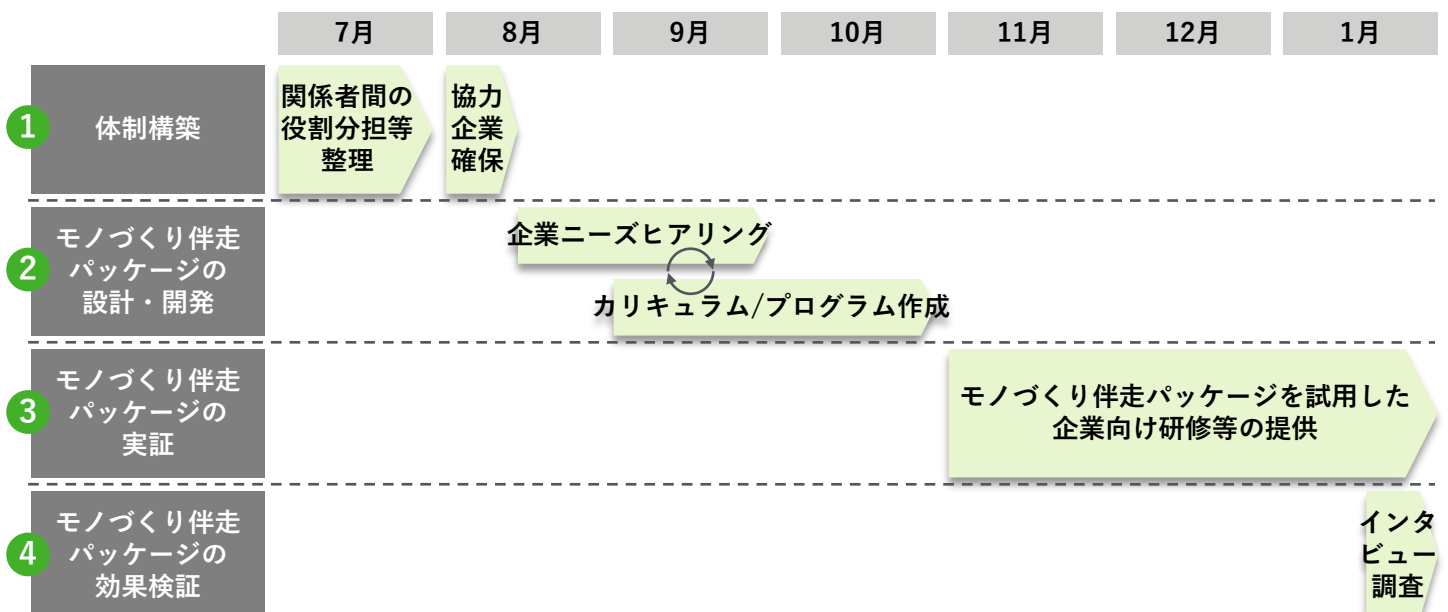 7月
8月
9月
10月
11月
12月
1月
1
体制構築
関係者間の
役割分担等
整理
協力
企業
確保
2
モノづくり伴走
パッケージの
設計・開発
企業ニーズヒアリング
カリキュラム/プログラム作成
3
モノづくり伴走
パッケージの
実証
モノづくり伴走パッケージを試用した
企業向け研修等の提供
4
モノづくり伴走
パッケージの
効果検証
インタ
ビュー
調査